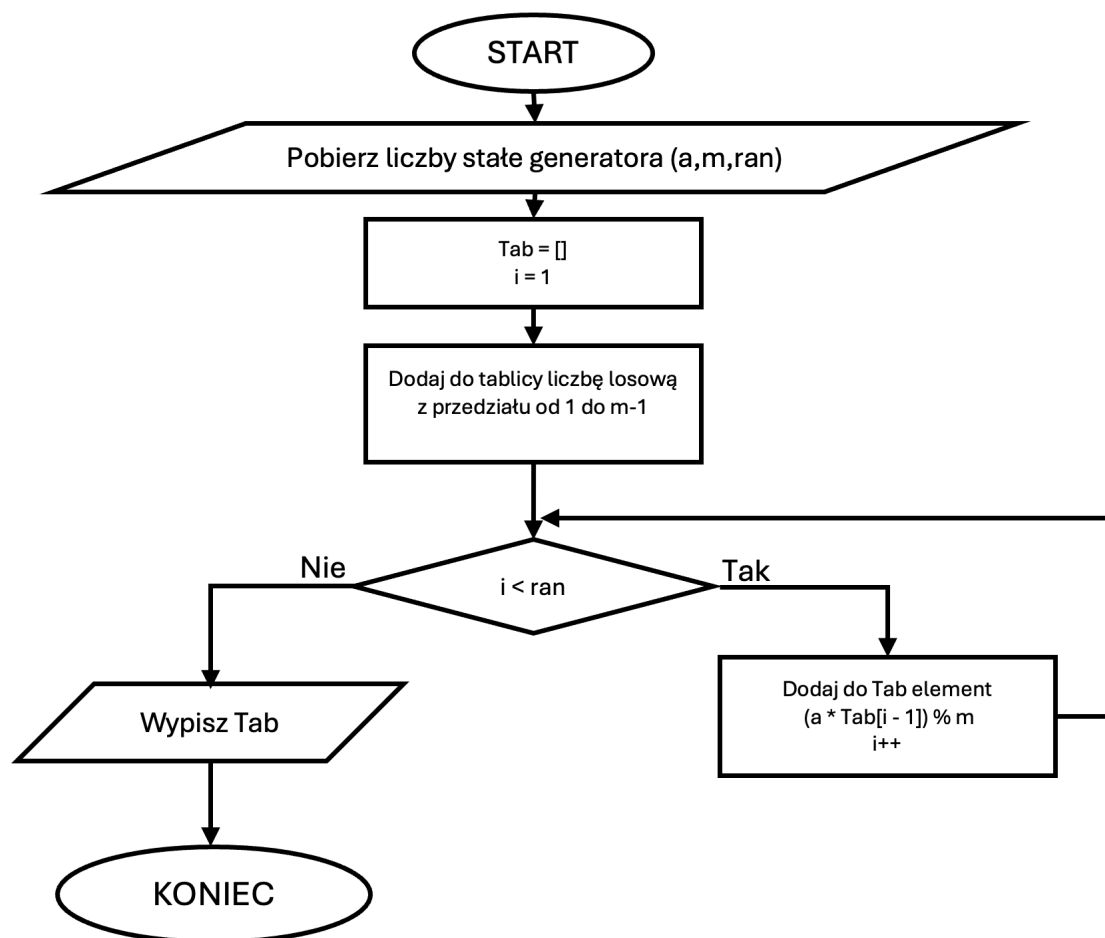 START
Pobierz liczby stałe generatora (a,m,ran)
Tab = []
i = 1
Dodaj do tablicy liczbę losową
z przedziału od 1 do m-1
i < ran
Nie
Tak
Dodaj do Tab element
(a * Tab[i - 1]) % m
i++
Wypisz Tab
KONIEC